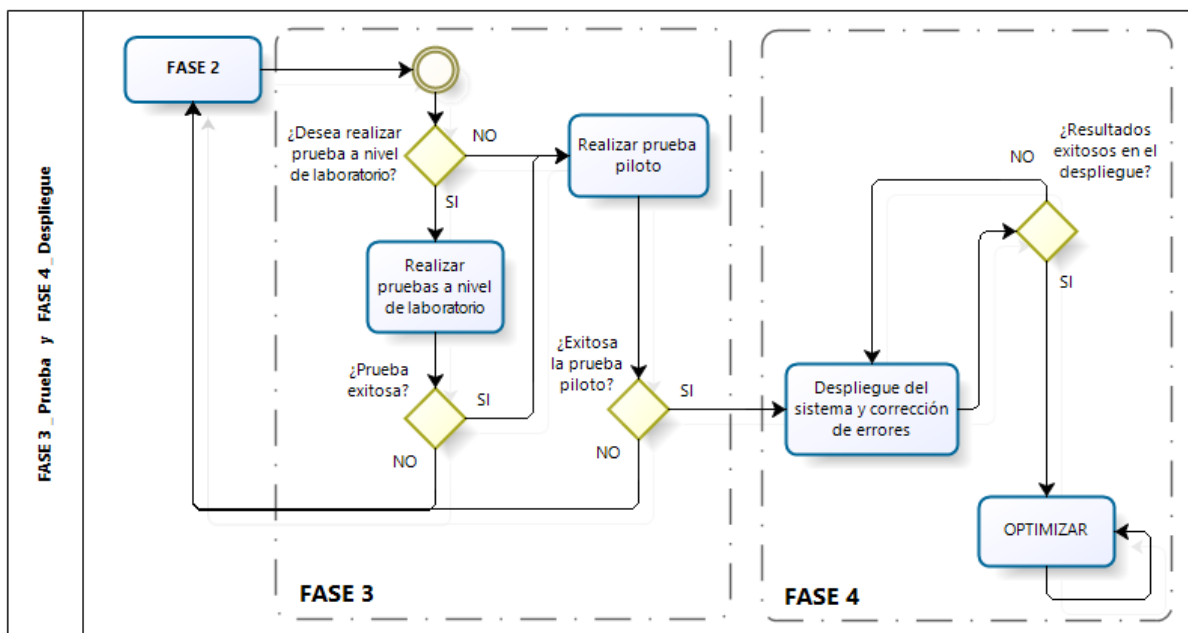 FASE 3 _ Prueba y FASE 4_ Despliegue
FASE 2
¿Desea realizar
prueba a nivel
de laboratorio?
NO
SI
Realizar prueba
piloto
Realizar
pruebas a nivel
de laboratorio
¿Prueba
exitosa?
SI
NO
¿Exitosa
la prueba
piloto?
SI
NO
FASE 3
¿Resultados
exitosos en el
despliegue?
NO
SI
Despliegue del
sistema y corrección
de errores
OPTIMIZAR
FASE 4